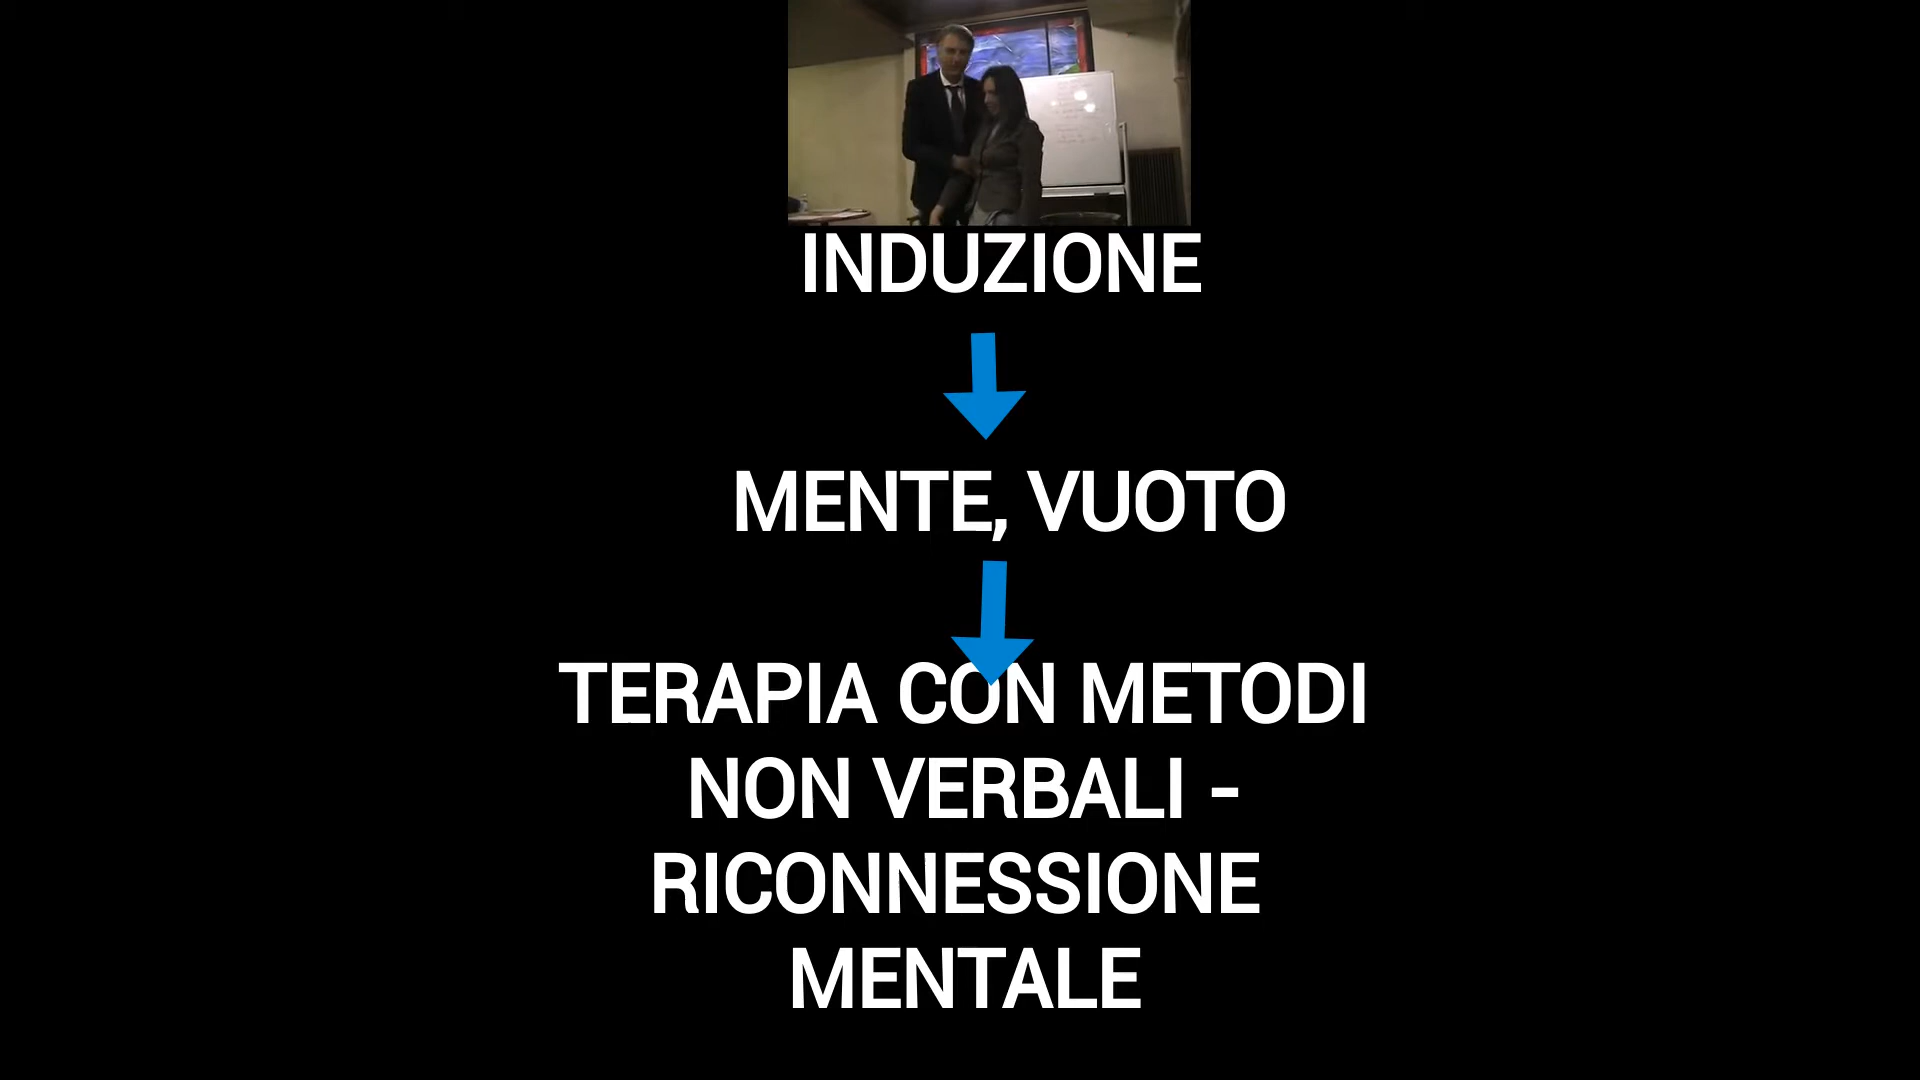 INDUZIONE
MENTE, VUOTO
TERAPIA CON METODI
NON VERBALI -
RICONNESSIONE
MENTALE